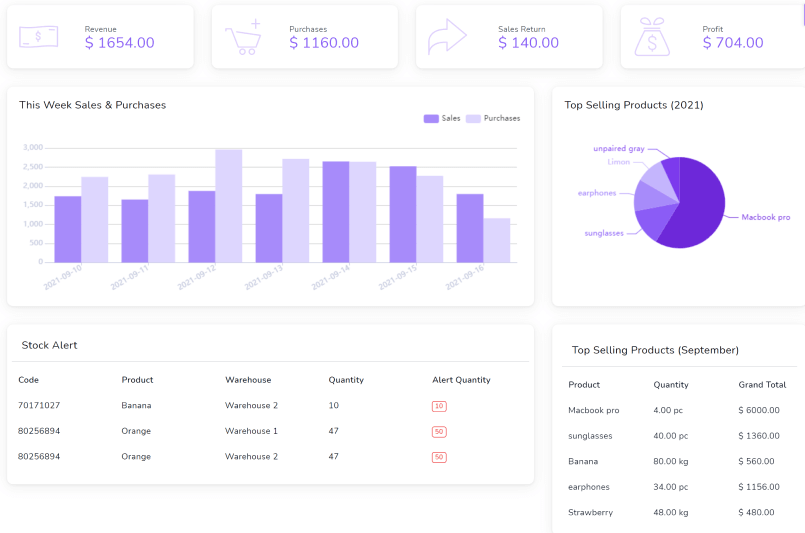 Revenue
$ 1654.00
Purchases
$ 1160.00
Sales Return
$ 140.00
Profit
$ 704.00
This Week Sales & Purchases
Sales Purchases
3,000
2,500
2,000
1,500
1,000
500
0
2021-09-10 2021-09-11 2021-09-12 2021-09-13 2021-09-14 2021-09-15 2021-09-16
Top Selling Products (2021)
unpaired gray
Limon
earphones
sunglasses
Macbook pro
Stock Alert
Code Product Warehouse Quantity Alert Quantity
70171027 Banana Warehouse 2 10 10
80256894 Orange Warehouse 1 47 50
80256894 Orange Warehouse 2 47 50
Top Selling Products (September)
Product Quantity Grand Total
Macbook pro 4.00 pc $ 6000.00
sunglasses 40.00 pc $ 1360.00
Banana 80.00 kg $ 560.00
earphones 34.00 pc $ 1156.00
Strawberry 48.00 kg $ 480.00